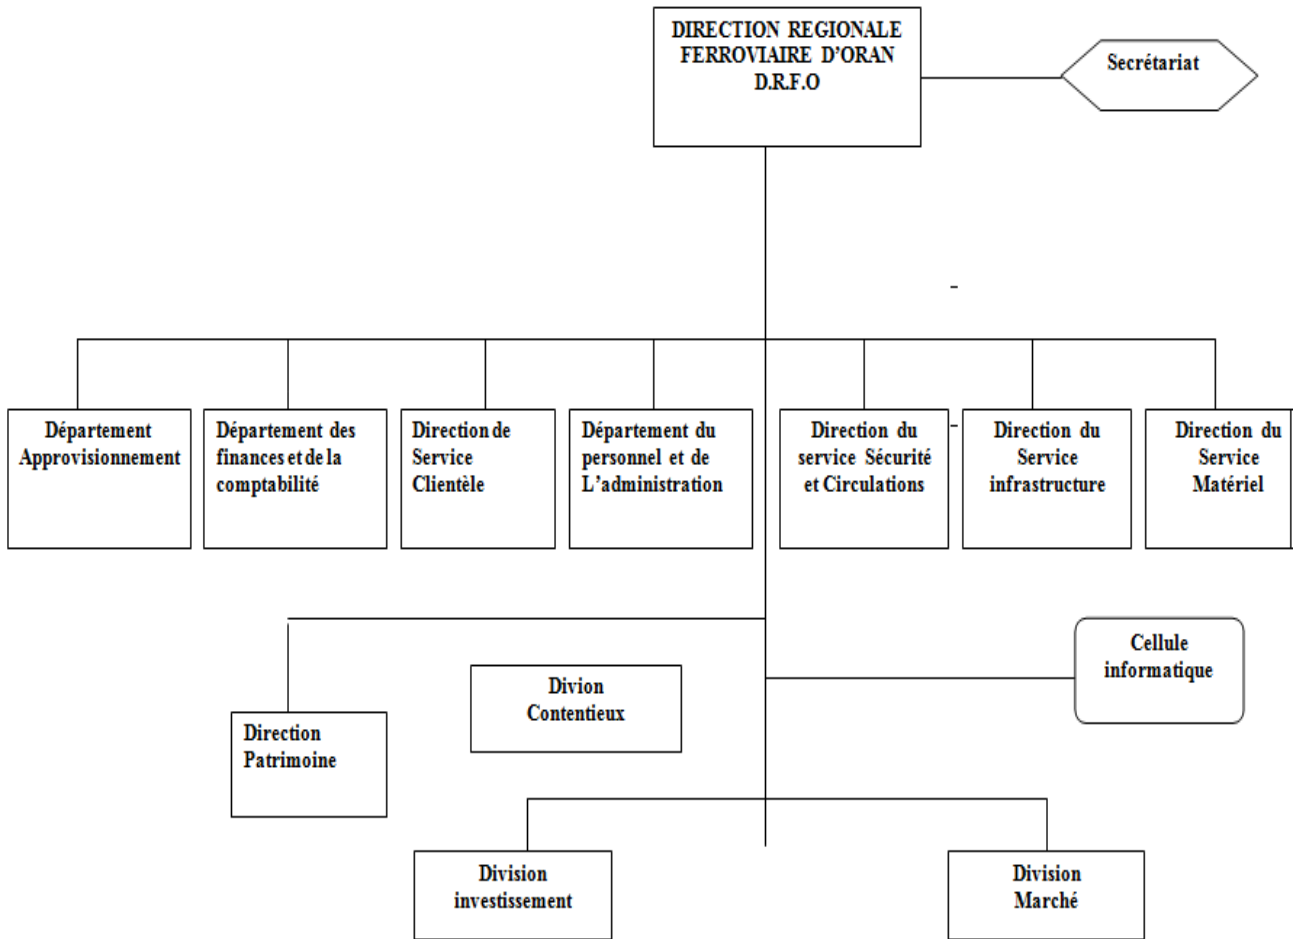 DIRECTION REGIONALE
FERROVIAIRE D'ORAN
D.R.F.O
Secrétariat
Département
Approvisionnement
Département des
finances et de la
comptabilité
Direction de
Service
Clientèle
Département du
personnel et de
L'administration
Direction du
service Sécurité
et Circulations
Direction du
Service
infrastructure
Direction du
Service
Matériel
Direction
Patrimoine
Divion
Contentieux
Cellule
informatique
Division
investissement
Division
Marché